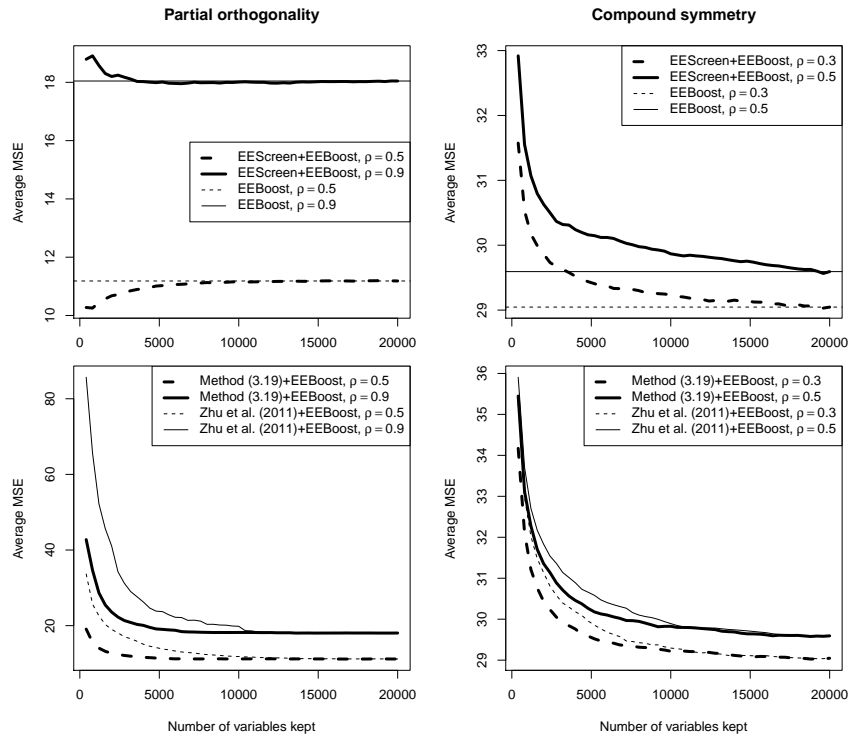 Partial orthogonality
Average MSE
10
12
14
16
18
0
5000
10000
15000
20000
EEScreen+EEBoost, ρ = 0.5
EEScreen+EEBoost, ρ = 0.9
EEBoost, ρ = 0.5
EEBoost, ρ = 0.9
Compound symmetry
Average MSE
29
30
31
32
33
0
5000
10000
15000
20000
EEScreen+EEBoost, ρ = 0.3
EEScreen+EEBoost, ρ = 0.5
EEBoost, ρ = 0.3
EEBoost, ρ = 0.5
Average MSE
20
40
60
80
0
5000
10000
15000
20000
Number of variables kept
Method (3.19)+EEBoost, ρ = 0.5
Method (3.19)+EEBoost, ρ = 0.9
Zhu et al. (2011)+EEBoost, ρ = 0.5
Zhu et al. (2011)+EEBoost, ρ = 0.9
Average MSE
29
30
31
32
33
34
35
36
0
5000
10000
15000
20000
Number of variables kept
Method (3.19)+EEBoost, ρ = 0.3
Method (3.19)+EEBoost, ρ = 0.5
Zhu et al. (2011)+EEBoost, ρ = 0.3
Zhu et al. (2011)+EEBoost, ρ = 0.5